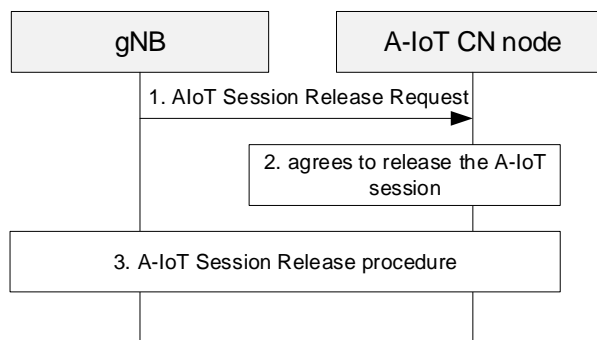 gNB
A-IoT CN node
1. AIoT Session Release Request
2. agrees to release the A-IoT
session
3. A-IoT Session Release procedure